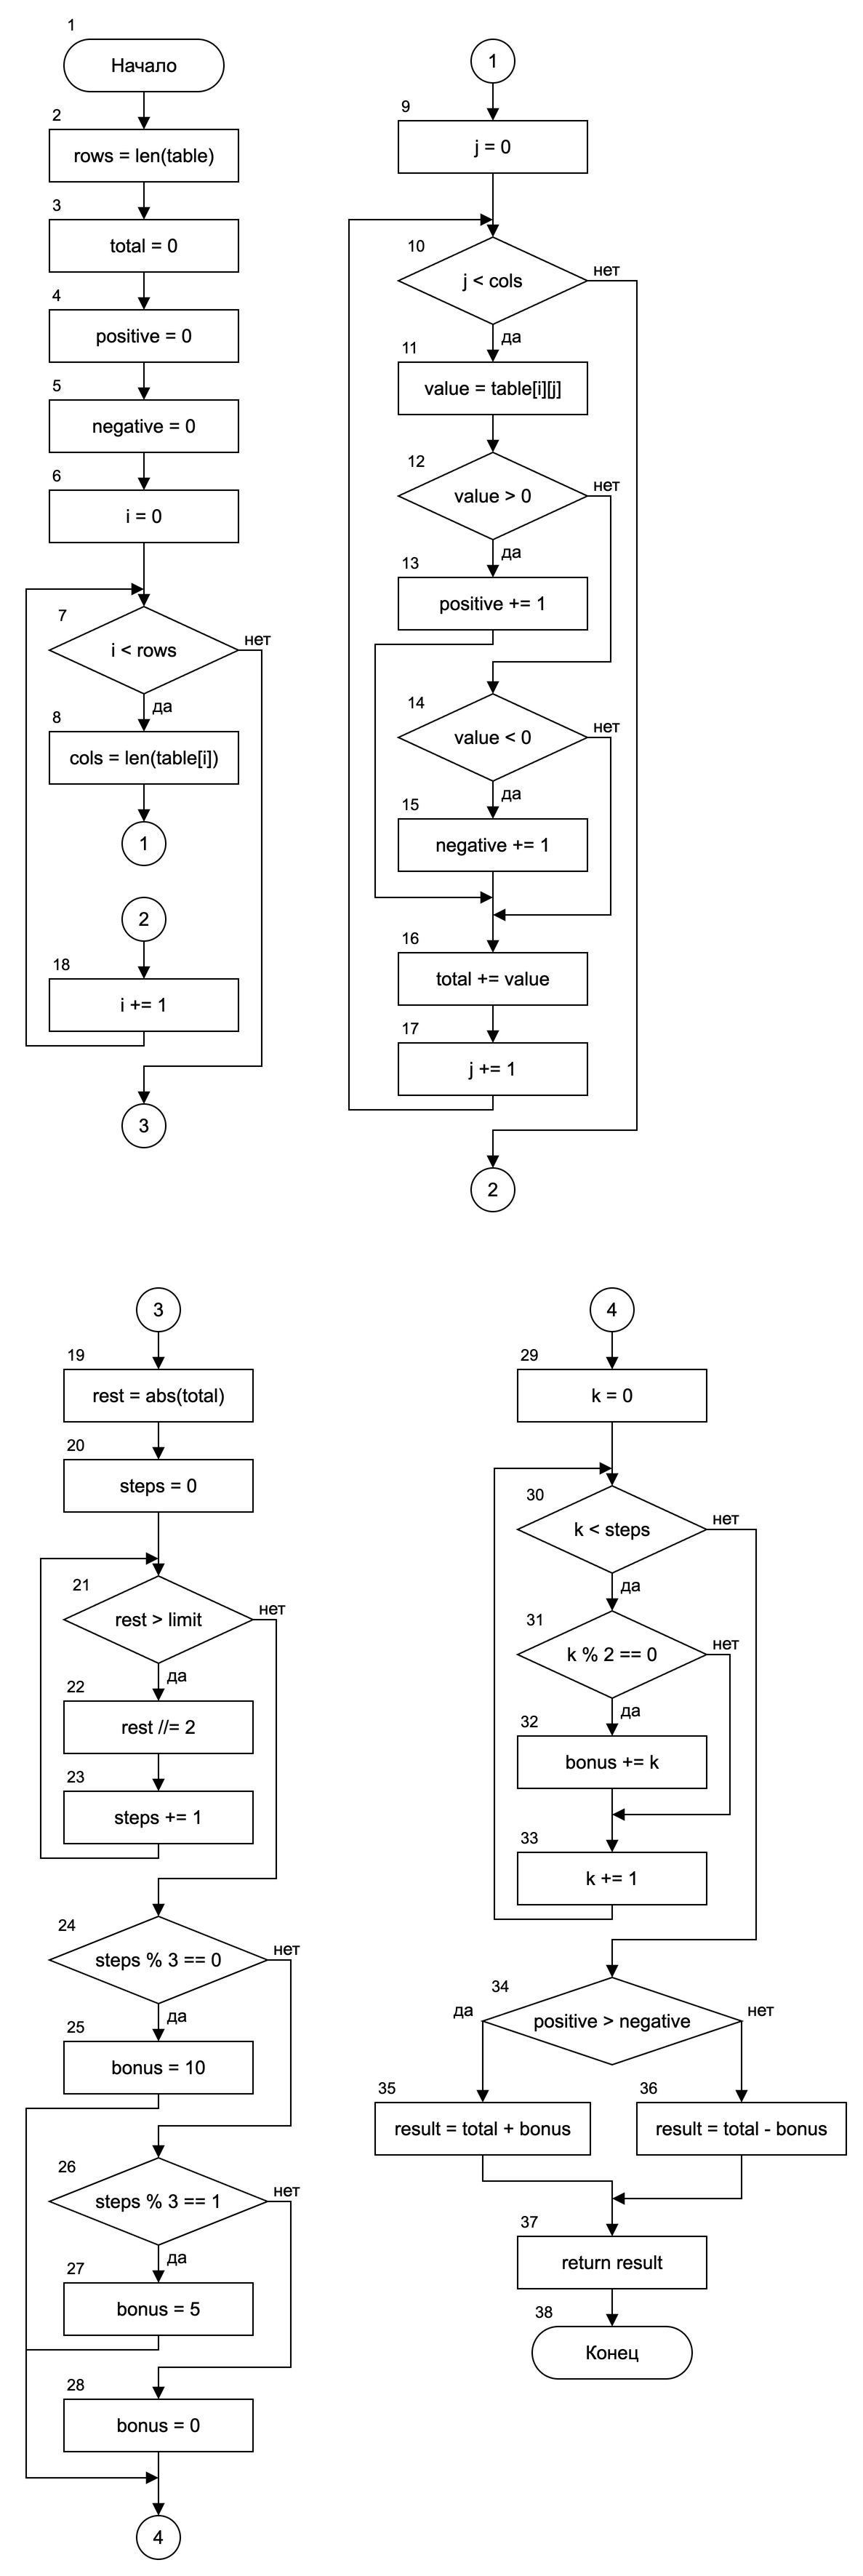 1
Начало
2
rows = len(table)
3
total = 0
4
positive = 0
5
negative = 0
6
i = 0
7
i < rows
нет
да
8
cols = len(table[i])
1
2
18
i += 1
3
1
9
j = 0
10
j < cols
нет
да
11
value = table[i][j]
12
value > 0
нет
да
13
positive += 1
14
value < 0
нет
да
15
negative += 1
16
total += value
17
j += 1
2
3
19
rest = abs(total)
20
steps = 0
21
rest > limit
нет
да
22
rest //= 2
23
steps += 1
24
steps % 3 == 0
нет
да
25
bonus = 10
26
steps % 3 == 1
нет
да
27
bonus = 5
28
bonus = 0
4
4
29
k = 0
30
k < steps
нет
да
31
k % 2 == 0
нет
да
32
bonus += k
33
k += 1
34
да
positive > negative
нет
35
result = total + bonus
36
result = total - bonus
37
return result
38
Конец